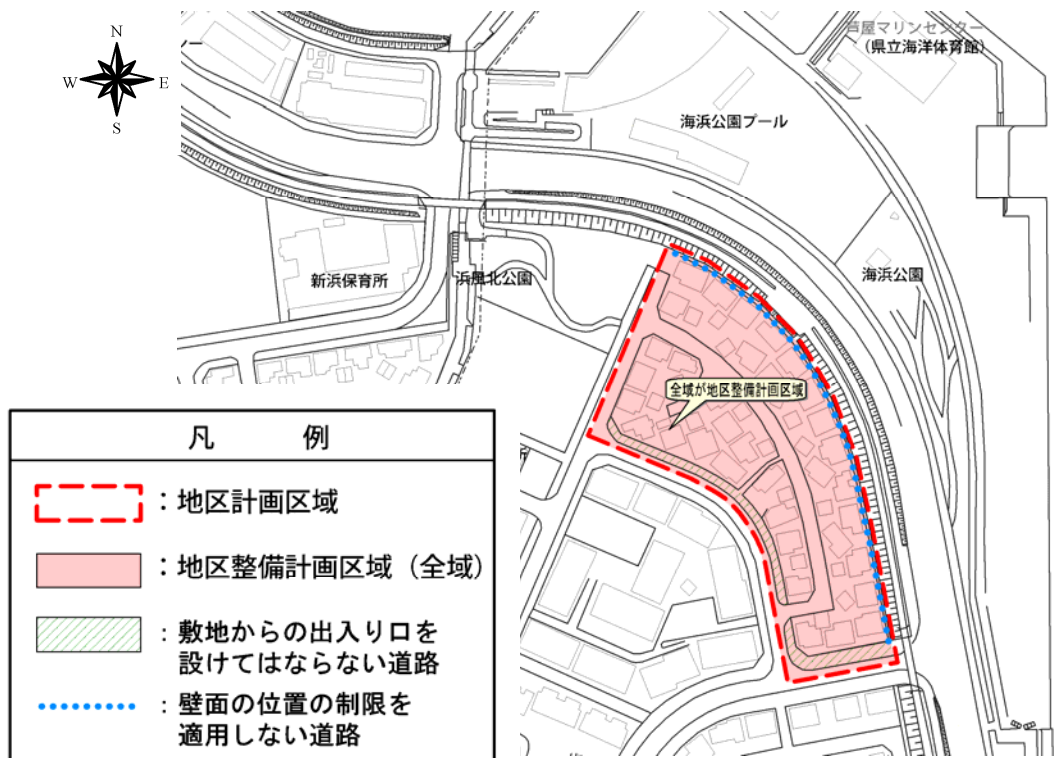 N
W E
S
芦屋マリンセンター
(県立海洋体育館)
海浜公園プール
新浜保育所
浜風北公園
海浜公園
全域が地区整備計画区域
凡 例
：地区計画区域
：地区整備計画区域（全域）
：敷地からの出入り口を
設けてはならない道路
：壁面の位置の制限を
適用しない道路